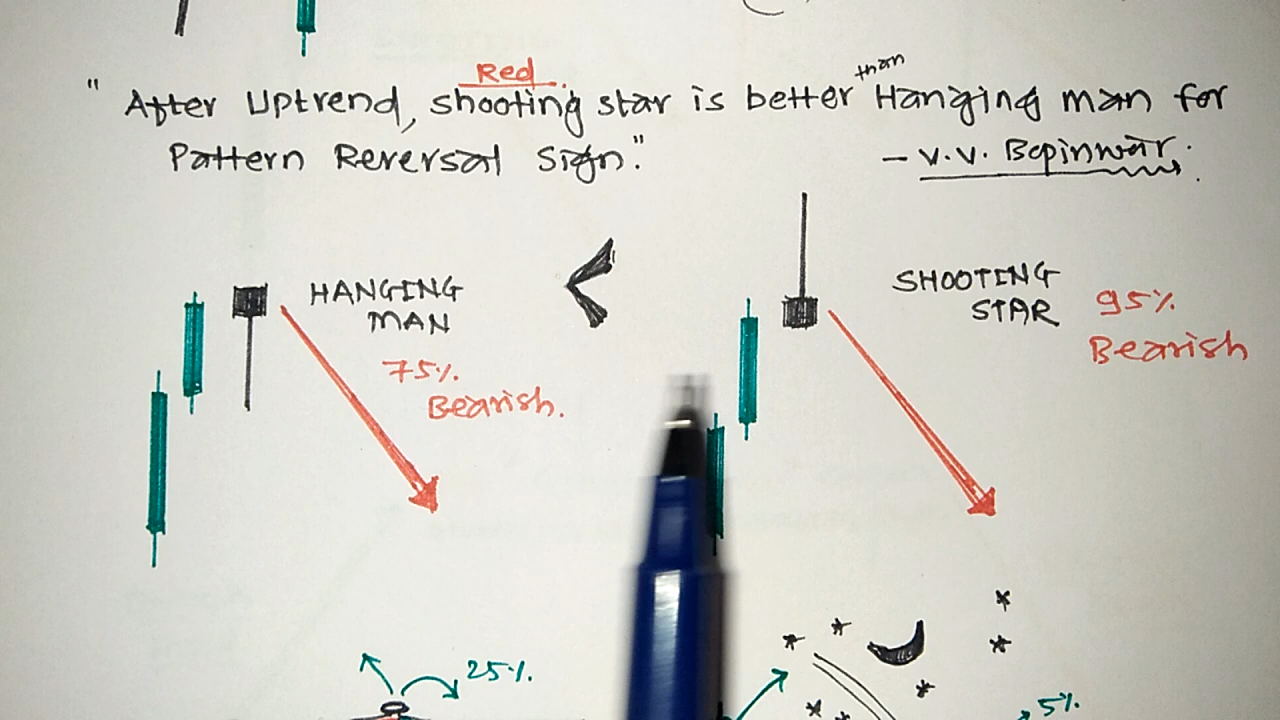 Red
than
" After Uptrend, shooting star is better Hanging man for
Pattern Reversal Sign."
– V.V. Bopinwar.
HANGING
MAN
75%
Bearish.
SHOOTING
STAR
95%
Bearish
25%
5%